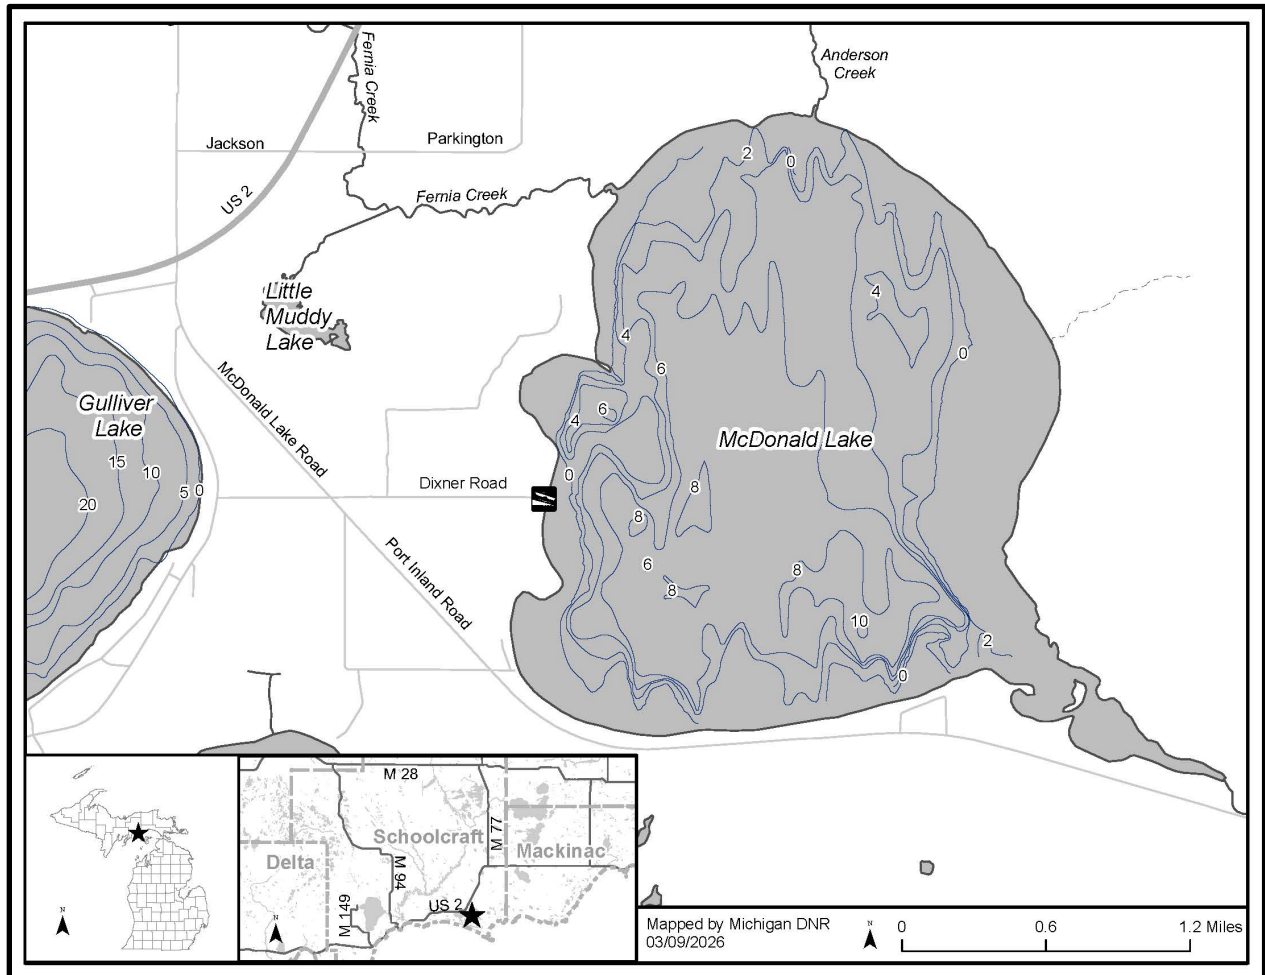 Fernia Creek
Anderson
Creek
Jackson
Parkington
2
0
US 2
Fernia Creek
Little
Muddy
Lake
4
4
0
6
McDonald Lake Road
Gulliver
Lake
6
4
McDonald Lake
15
10
5
0
20
0
Dixner Road
8
8
Port Inland Road
6
8
8
10
2
0
M 28
Schoolcraft
M 77
Mackinac
Delta
M 94
M 149
US 2
N
N
Mapped by Michigan DNR
03/09/2026
N
0
0.6
1.2 Miles